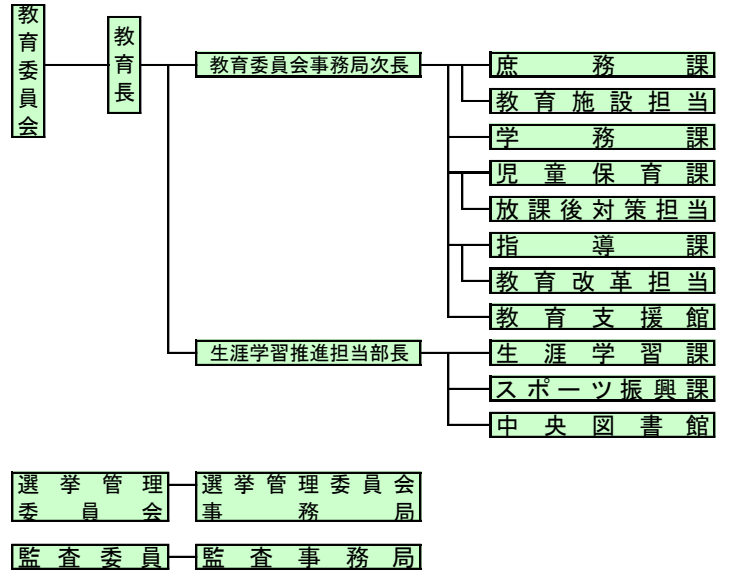 教育委員会
教育長
教育委員会事務局次長
庶務課
教育施設担当
学務課
児童保育課
放課後対策担当
指導課
教育改革担当
教育支援館
生涯学習推進担当部長
生涯学習課
スポーツ振興課
中央図書館
選挙管理
委員会
選挙管理委員会
事務局
監査委員
監査事務局